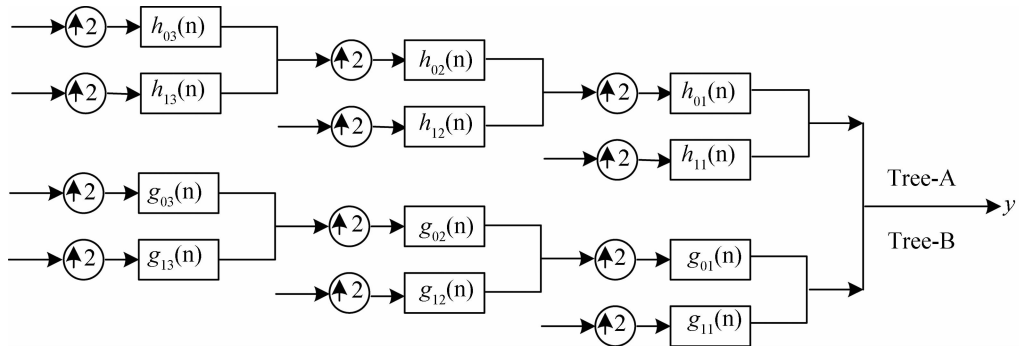 ↑2 h₀₃(n)
↑2 h₁₃(n)
↑2 h₀₂(n)
↑2 h₁₂(n)
↑2 h₀₁(n)
↑2 h₁₁(n)
Tree-A
y
Tree-B
↑2 g₀₃(n)
↑2 g₁₃(n)
↑2 g₀₂(n)
↑2 g₁₂(n)
↑2 g₀₁(n)
↑2 g₁₁(n)